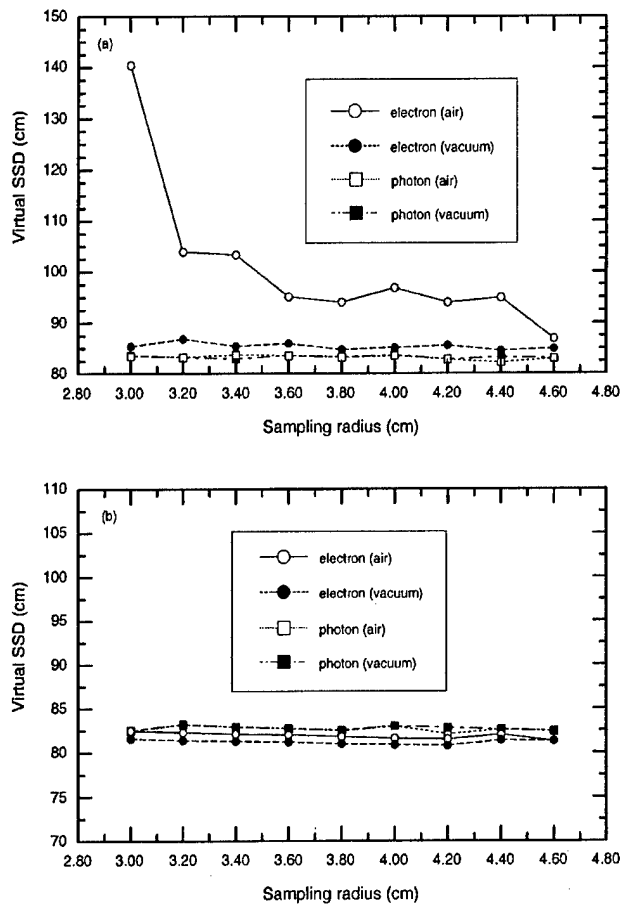 150
(a)
140
130
120
110
100
90
80
Virtual SSD (cm)
electron (air)
electron (vacuum)
photon (air)
photon (vacuum)
2.80 3.00 3.20 3.40 3.60 3.80 4.00 4.20 4.40 4.60 4.80
Sampling radius (cm)
110
(b)
105
100
95
90
85
80
75
70
Virtual SSD (cm)
electron (air)
electron (vacuum)
photon (air)
photon (vacuum)
2.80 3.00 3.20 3.40 3.60 3.80 4.00 4.20 4.40 4.60 4.80
Sampling radius (cm)